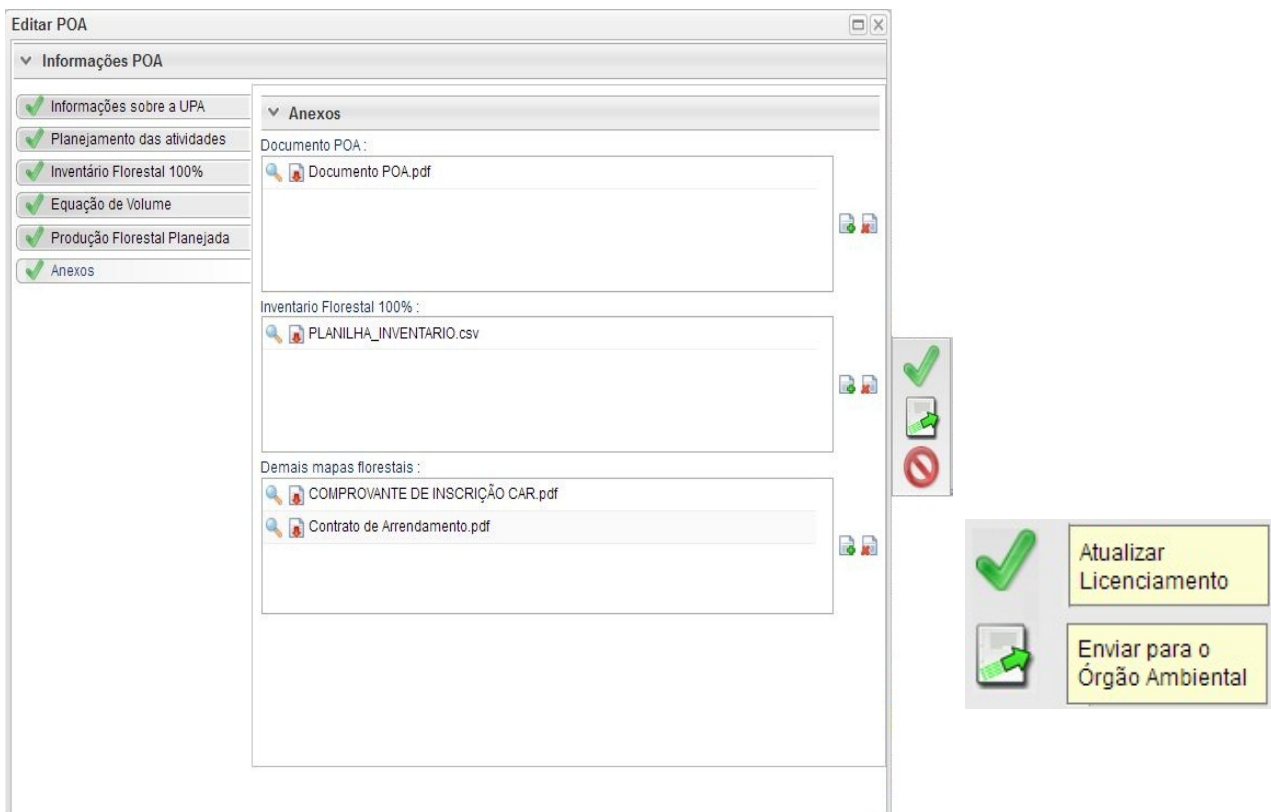 Editar POA
Informações POA
Informações sobre a UPA
Planejamento das atividades
Inventário Florestal 100%
Equação de Volume
Produção Florestal Planejada
Anexos
Anexos
Documento POA :
Documento POA.pdf
Inventario Florestal 100% :
PLANILHA_INVENTARIO.csv
Demais mapas florestais :
COMPROVANTE DE INSCRIÇÃO CAR.pdf
Contrato de Arrendamento.pdf
Atualizar
Licenciamento
Enviar para o
Órgão Ambiental